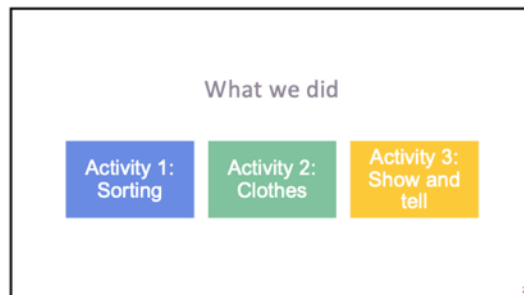 What we did
Activity 1:
Sorting
Activity 2:
Clothes
Activity 3:
Show and
tell